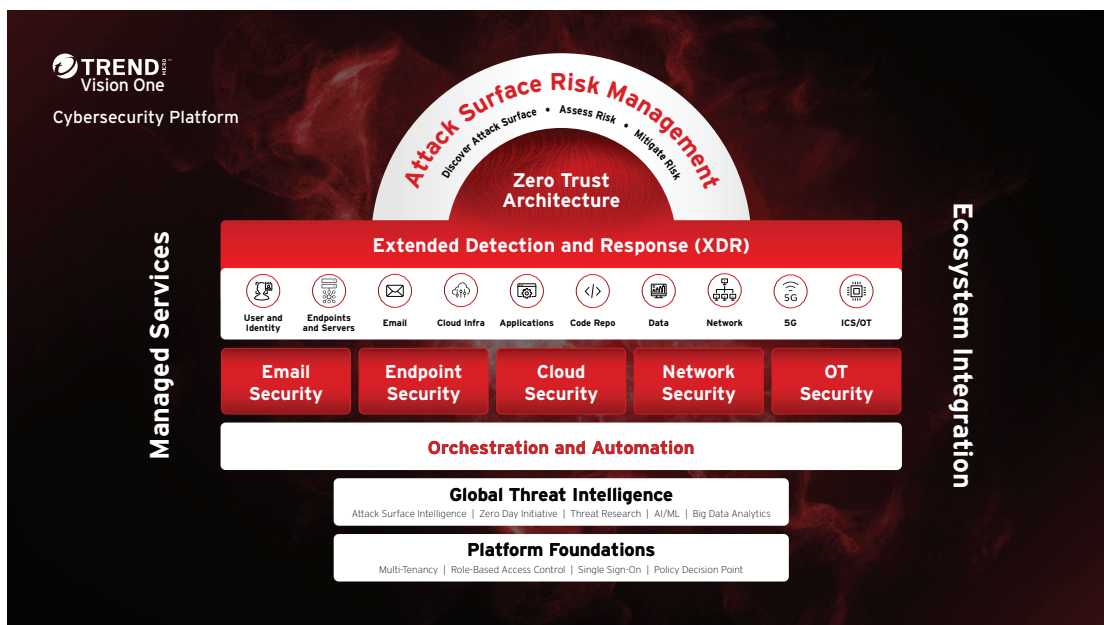 TREND MICRO™
Vision One
Cybersecurity Platform
Attack Surface Risk Management
Discover Attack Surface • Assess Risk • Mitigate Risk
Zero Trust
Architecture
Managed Services
Ecosystem Integration
Extended Detection and Response (XDR)
User and
Identity
Endpoints
and Servers
Email
Cloud Infra
Applications
Code Repo
Data
Network
5G
5G
ICS/OT
Email
Security
Endpoint
Security
Cloud
Security
Network
Security
OT
Security
Orchestration and Automation
Global Threat Intelligence
Attack Surface Intelligence | Zero Day Initiative | Threat Research | AI/ML | Big Data Analytics
Platform Foundations
Multi-Tenancy | Role-Based Access Control | Single Sign-On | Policy Decision Point